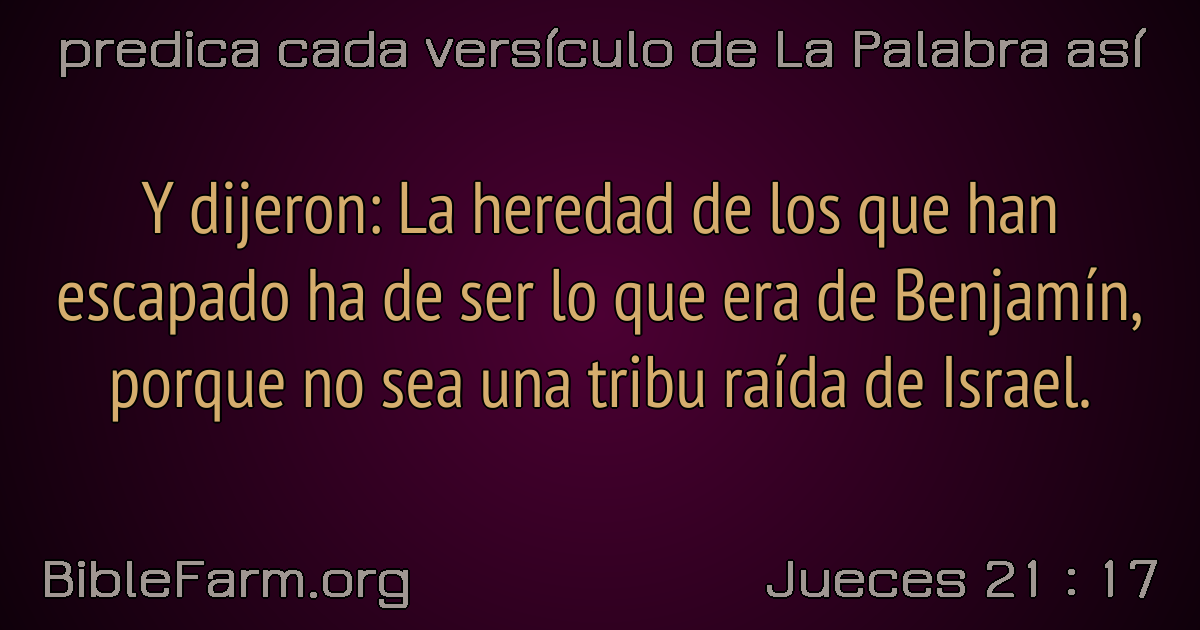 predica cada versículo de La Palabra así
Y dijeron: La heredad de los que han
escapado ha de ser lo que era de Benjamín,
porque no sea una tribu raída de Israel.
BibleFarm.org
Jueces 21 : 17